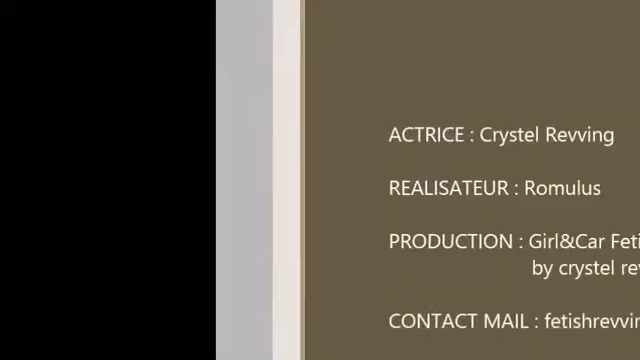 ACTRICE : Crystel Revving
REALISATEUR : Romulus
PRODUCTION : Girl&Car
by crystel
CONTACT MAIL :